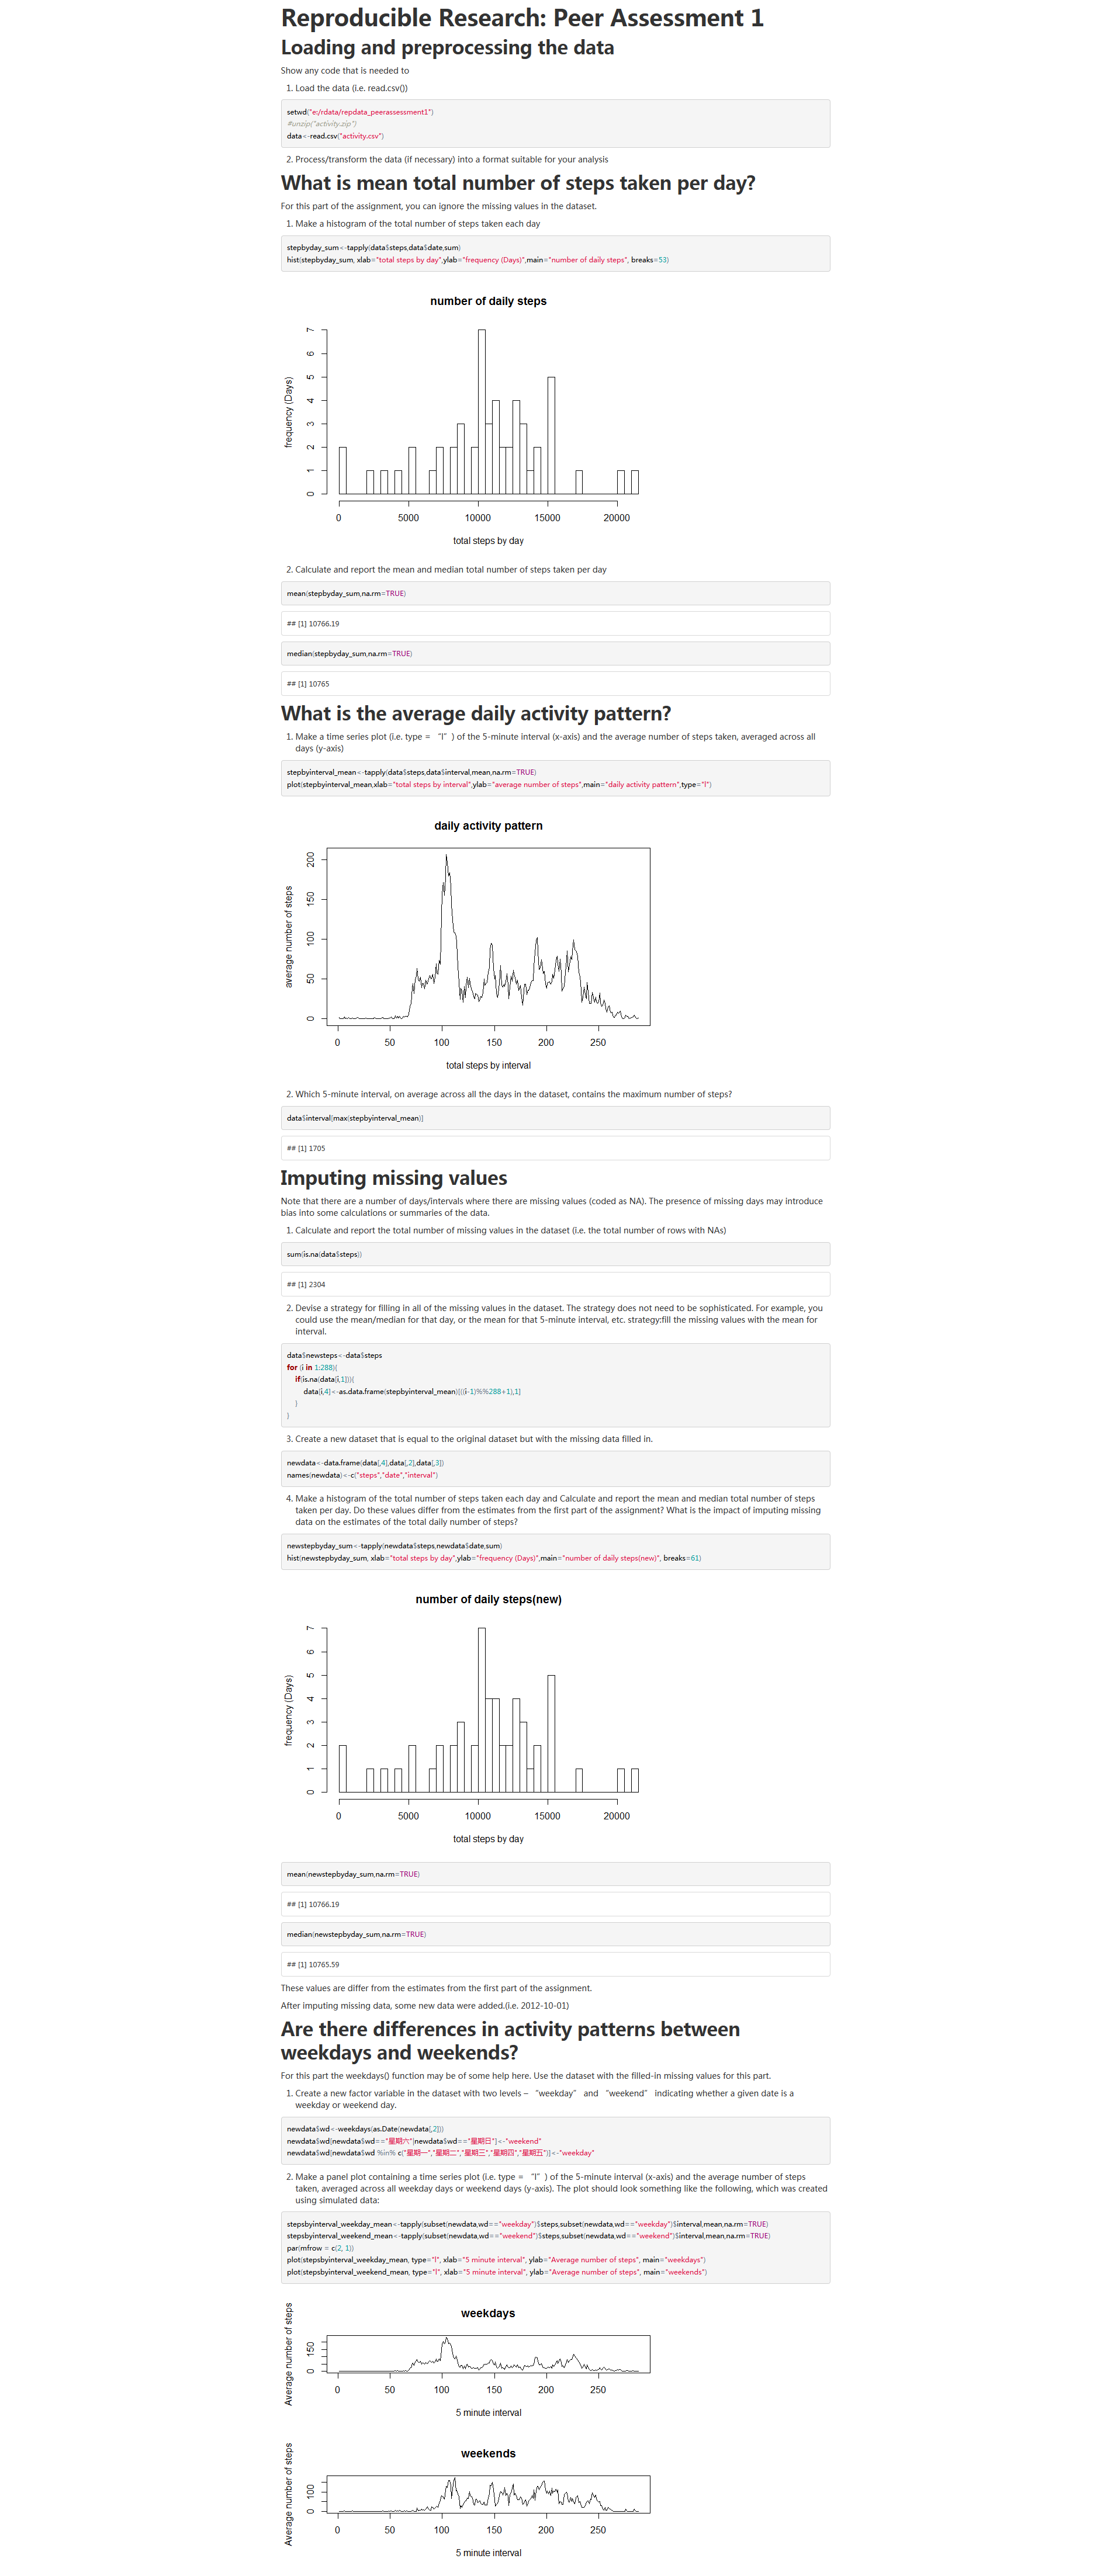 Reproducible Research: Peer Assessment 1
Loading and preprocessing the data
Show any code that is needed to
1. Load the data (i.e. read.csv())
setwd("e:/rdata/repdata_peerassessment1")
#unzip("activity.zip")
data<-read.csv("activity.csv")
2. Process/transform the data (if necessary) into a format suitable for your analysis
What is mean total number of steps taken per day?
For this part of the assignment, you can ignore the missing values in the dataset.
1. Make a histogram of the total number of steps taken each day
stepbyday_sum<-tapply(data$steps,data$date,sum)
hist(stepbyday_sum, xlab="total steps by day",ylab="frequency (Days)",main="number of daily steps", breaks=53)
number of daily steps
frequency (Days)
7
6
5
4
3
2
1
0
0 5000 10000 15000 20000
total steps by day
2. Calculate and report the mean and median total number of steps taken per day
mean(stepbyday_sum,na.rm=TRUE)
## [1] 10766.19
median(stepbyday_sum,na.rm=TRUE)
## [1] 10765
What is the average daily activity pattern?
1. Make a time series plot (i.e. type = “l”) of the 5-minute interval (x-axis) and the average number of steps taken, averaged across all
days (y-axis)
stepbyinterval_mean<-tapply(data$steps,data$interval,mean,na.rm=TRUE)
plot(stepbyinterval_mean,xlab="total steps by interval",ylab="average number of steps",main="daily activity pattern",type="l")
daily activity pattern
average number of steps
200
150
100
50
0
0 50 100 150 200 250
total steps by interval
2. Which 5-minute interval, on average across all the days in the dataset, contains the maximum number of steps?
data$interval[max(stepbyinterval_mean)]
## [1] 1705
Imputing missing values
Note that there are a number of days/intervals where there are missing values (coded as NA). The presence of missing days may introduce
bias into some calculations or summaries of the data.
1. Calculate and report the total number of missing values in the dataset (i.e. the total number of rows with NAs)
sum(is.na(data$steps))
## [1] 2304
2. Devise a strategy for filling in all of the missing values in the dataset. The strategy does not need to be sophisticated. For example, you
could use the mean/median for that day, or the mean for that 5-minute interval, etc. strategy:fill the missing values with the mean for
interval.
data$newsteps<-data$steps
for (i in 1:288){
if(is.na(data[i,1])){
data[i,4]<-as.data.frame(stepbyinterval_mean)[((i-1)%%288+1),1]
}
}
3. Create a new dataset that is equal to the original dataset but with the missing data filled in.
newdata<-data.frame(data[,4],data[,2],data[,3])
names(newdata)<-c("steps","date","interval")
4. Make a histogram of the total number of steps taken each day and Calculate and report the mean and median total number of steps
taken per day. Do these values differ from the estimates from the first part of the assignment? What is the impact of imputing missing
data on the estimates of the total daily number of steps?
newstepbyday_sum<-tapply(newdata$steps,newdata$date,sum)
hist(newstepbyday_sum, xlab="total steps by day",ylab="frequency (Days)",main="number of daily steps(new)", breaks=61)
number of daily steps(new)
frequency (Days)
7
6
5
4
3
2
1
0
0 5000 10000 15000 20000
total steps by day
mean(newstepbyday_sum,na.rm=TRUE)
## [1] 10766.19
median(newstepbyday_sum,na.rm=TRUE)
## [1] 10765.59
These values are differ from the estimates from the first part of the assignment.
After imputing missing data, some new data were added.(i.e. 2012-10-01)
Are there differences in activity patterns between
weekdays and weekends?
For this part the weekdays() function may be of some help here. Use the dataset with the filled-in missing values for this part.
1. Create a new factor variable in the dataset with two levels – “weekday” and “weekend” indicating whether a given date is a
weekday or weekend day.
newdata$wd<-weekdays(as.Date(newdata[,2]))
newdata$wd[newdata$wd=="星期六"|newdata$wd=="星期日"]<-"weekend"
newdata$wd[newdata$wd %in% c("星期一","星期二","星期三","星期四","星期五")]<-"weekday"
2. Make a panel plot containing a time series plot (i.e. type = “l”) of the 5-minute interval (x-axis) and the average number of steps
taken, averaged across all weekday days or weekend days (y-axis). The plot should look something like the following, which was created
using simulated data:
stepsbyinterval_weekday_mean<-tapply(subset(newdata,wd=="weekday")$steps,subset(newdata,wd=="weekday")$interval,mean,na.rm=TRUE)
stepsbyinterval_weekend_mean<-tapply(subset(newdata,wd=="weekend")$steps,subset(newdata,wd=="weekend")$interval,mean,na.rm=TRUE)
par(mfrow = c(2, 1))
plot(stepsbyinterval_weekday_mean, type="l", xlab="5 minute interval", ylab="Average number of steps", main="weekdays")
plot(stepsbyinterval_weekend_mean, type="l", xlab="5 minute interval", ylab="Average number of steps", main="weekends")
weekdays
Average number of steps
150
0
0 50 100 150 200 250
5 minute interval
weekends
Average number of steps
100
0
0 50 100 150 200 250
5 minute interval